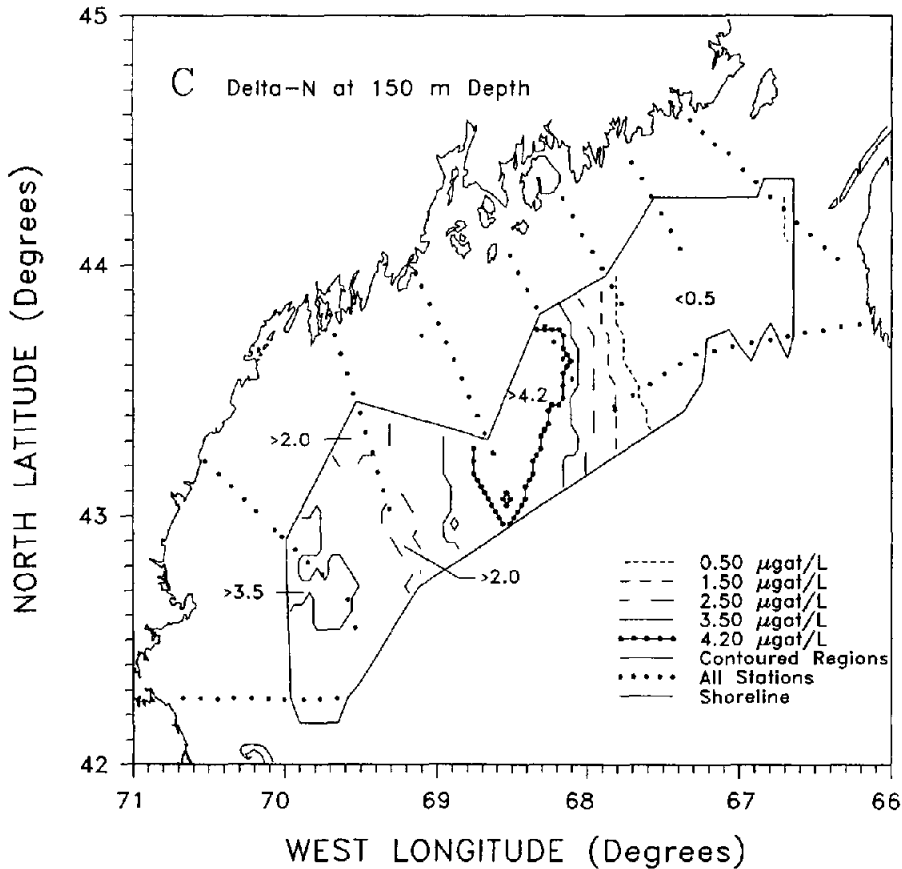 45
C Delta-N at 150 m Depth
NORTH LATITUDE (Degrees)
44
<0.5
>4.2
>2.0
43
>3.5
>2.0
0.50 μgat/L
1.50 μgat/L
2.50 μgat/L
3.50 μgat/L
4.20 μgat/L
Contoured Regions
All Stations
Shoreline
42
71 70 69 68 67 66
WEST LONGITUDE (Degrees)